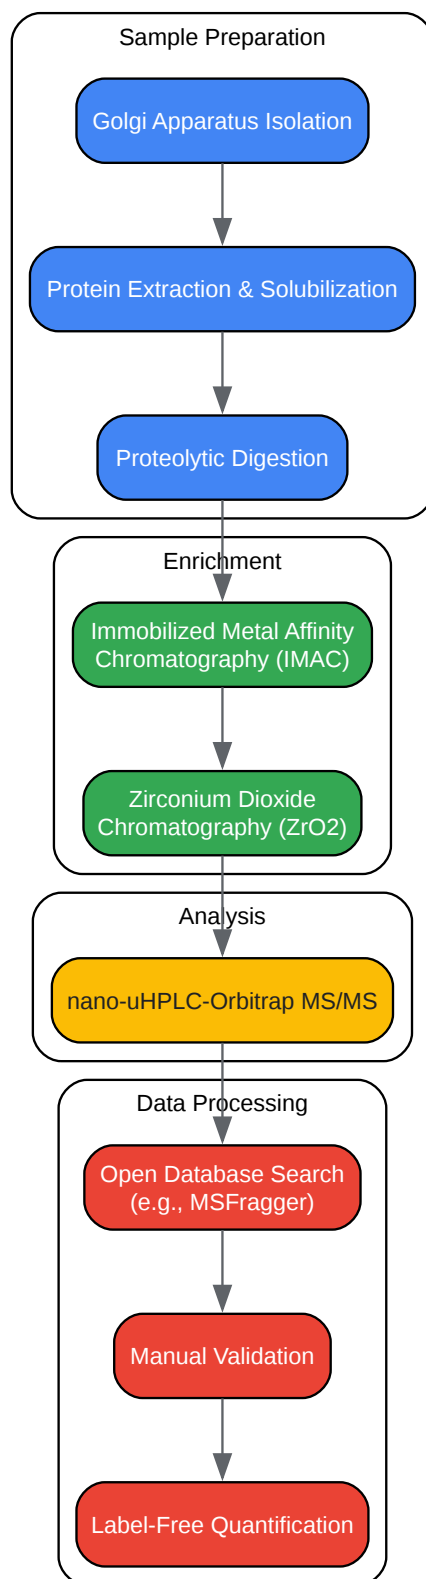 Sample Preparation
Golgi Apparatus Isolation
Protein Extraction & Solubilization
Proteolytic Digestion
Enrichment
Immobilized Metal Affinity
Chromatography (IMAC)
Zirconium Dioxide
Chromatography (ZrO2)
Analysis
nano-uHPLC-Orbitrap MS/MS
Data Processing
Open Database Search
(e.g., MSFragger)
Manual Validation
Label-Free Quantification